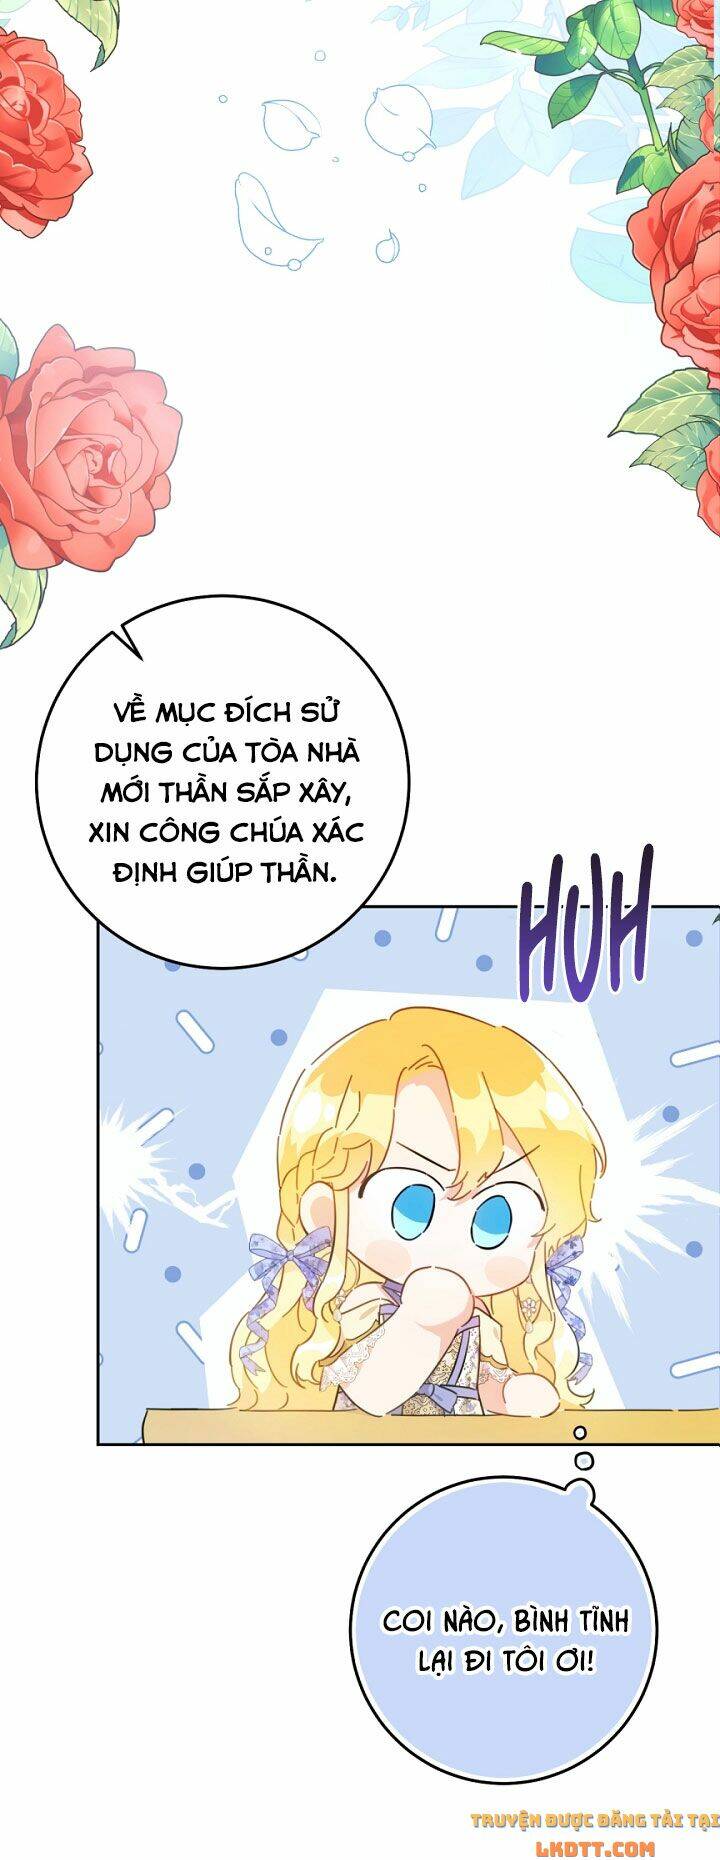 VỀ MỤC ĐÍCH SỬ
DỤNG CỦA TÒA NHÀ
MỚI THẦN SẮP XÂY,
XIN CÔNG CHÚA XÁC
ĐỊNH GIÚP THẦN.
HUH
COI NÀO, BÌNH TĨNH
LẠI ĐI TÔI ƠI!
TRUYỆN ĐƯỢC ĐĂNG TẢI TẠI
LKDTT.COM